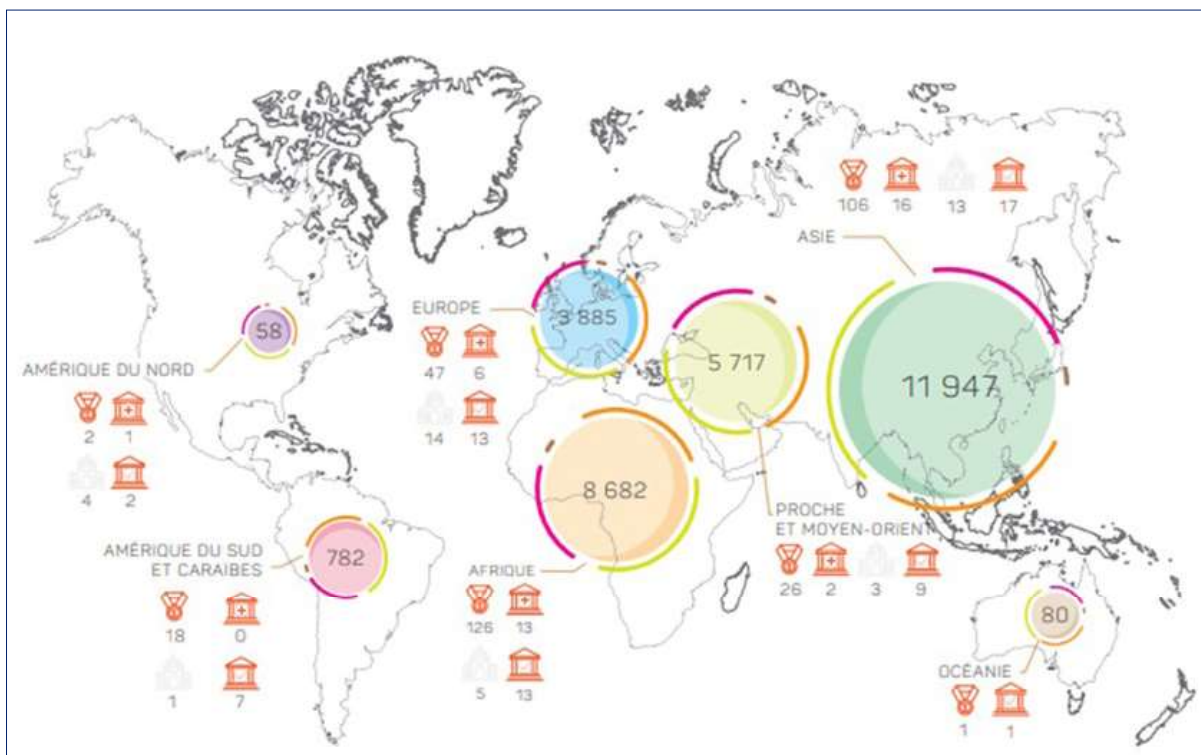 106 16 13 17
ASIE
11 947
EUROPE
3 885
47 6
14 13
5 717
58
AMÉRIQUE DU NORD
2 1
4 2
8 682
PROCHE
ET MOYEN-ORIENT
26 2 3 9
AMÉRIQUE DU SUD
ET CARAIBES
782
18 0
1 7
AFRIQUE
126 13
5 13
80
OCÉANIE
1 1